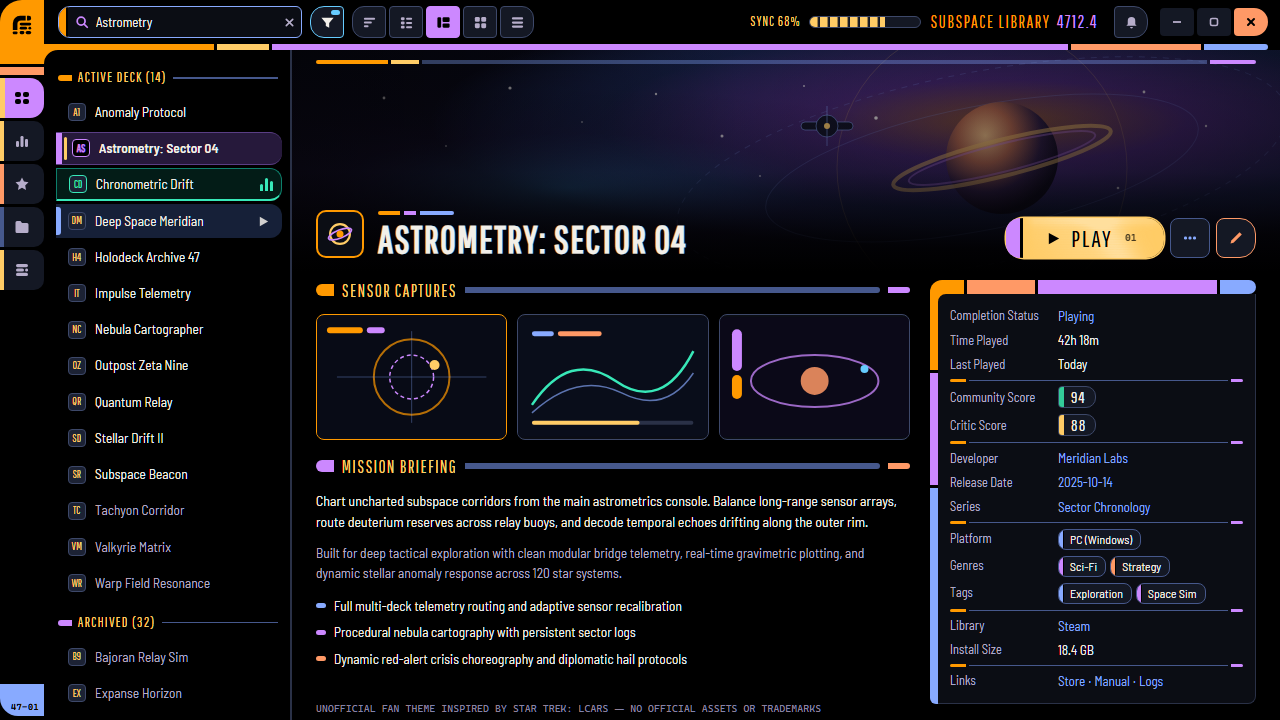 Astrometry
SYNC 68%
SUBSPACE LIBRARY 4712.4
ACTIVE DECK (14)
A1 Anomaly Protocol
AS Astrometry: Sector 04
CD Chronometric Drift
DM Deep Space Meridian
H4 Holodeck Archive 47
IT Impulse Telemetry
NC Nebula Cartographer
OZ Outpost Zeta Nine
QR Quantum Relay
SD Stellar Drift II
SR Subspace Beacon
TC Tachyon Corridor
VM Valkyrie Matrix
WR Warp Field Resonance
ARCHIVED (32)
B9 Bajoran Relay Sim
EX Expanse Horizon
47-01
ASTROMETRY: SECTOR 04
PLAY 01
SENSOR CAPTURES
MISSION BRIEFING
Chart uncharted subspace corridors from the main astrometrics console. Balance long-range sensor arrays,
route deuterium reserves across relay buoys, and decode temporal echoes drifting along the outer rim.
Built for deep tactical exploration with clean modular bridge telemetry, real-time gravimetric plotting, and
dynamic stellar anomaly response across 120 star systems.
Full multi-deck telemetry routing and adaptive sensor recalibration
Procedural nebula cartography with persistent sector logs
Dynamic red-alert crisis choreography and diplomatic hail protocols
UNOFFICIAL FAN THEME INSPIRED BY STAR TREK: LCARS — NO OFFICIAL ASSETS OR TRADEMARKS
Completion Status Playing
Time Played 42h 18m
Last Played Today
Community Score 94
Critic Score 88
Developer Meridian Labs
Release Date 2025-10-14
Series Sector Chronology
Platform PC (Windows)
Genres Sci-Fi Strategy
Tags Exploration Space Sim
Library Steam
Install Size 18.4 GB
Links Store · Manual · Logs